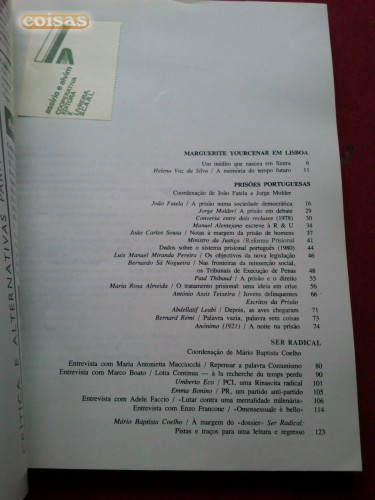 coisas
assírio e alvim
COOPERATIVA
EDITORA
E
LIVREIRA,
S.C.A.R.L.
CRÍTICA E ALTERNATIVAS PAR
MARGUERITE YOURCENAR EM LISBOA
Um inédito que nasceu em Sintra 6
Helena Vaz da Silva / A memória do tempo futuro 11
PRISÕES PORTUGUESAS
Coordenação de João Fatela e Jorge Molder
João Fatela / A prisão numa sociedade democrática 16
Jorge Molder / A prisão em debate 29
Conversa entre dois reclusos (1978) 30
Manuel Alentejano escreve à R & U 34
João Carlos Sousa / Notas à margem da prisão de homens 37
Ministro da Justiça / Reforma Prisional 41
Dados sobre o sistema prisional português (1980) 44
Luís Manuel Miranda Pereira / Os objectivos da nova legislação 46
Bernardo Sá Nogueira / Nas fronteiras da reinserção social,
os Tribunais de Execução de Penas 48
Paul Thibaud / A prisão e o direito 55
Maria Rosa Almeida / O tratamento prisional: uma ideia em crise 56
António Assiz Teixeira / Jovens delinquentes 66
Escritos da Prisão
Abdellatif Laabi / Depois, as aves chegaram 71
Bernard Rémi / Palavra vazia, palavra sem coisas 73
Anónimo (1921) / A noite na prisão 74
SER RADICAL
Coordenação de Mário Baptista Coelho
Entrevista com Maria Antonietta Macciocchi / Repensar a palavra Comunismo 80
Entrevista com Marco Boato / Lotta Continua — à la recherche du temps perdu 90
Umberto Eco / PCI, uma Rinascita radical 101
Emma Bonino / PR, um partido anti-partido 105
Entrevista com Adele Faccio / «Lutar contra uma mentalidade milenária» 106
Entrevista com Enzo Francone / «Omossessuale è bello» 114
Mário Baptista Coelho / À margem do «dossier» Ser Radical:
Pistas e traços para uma leitura e regresso 123